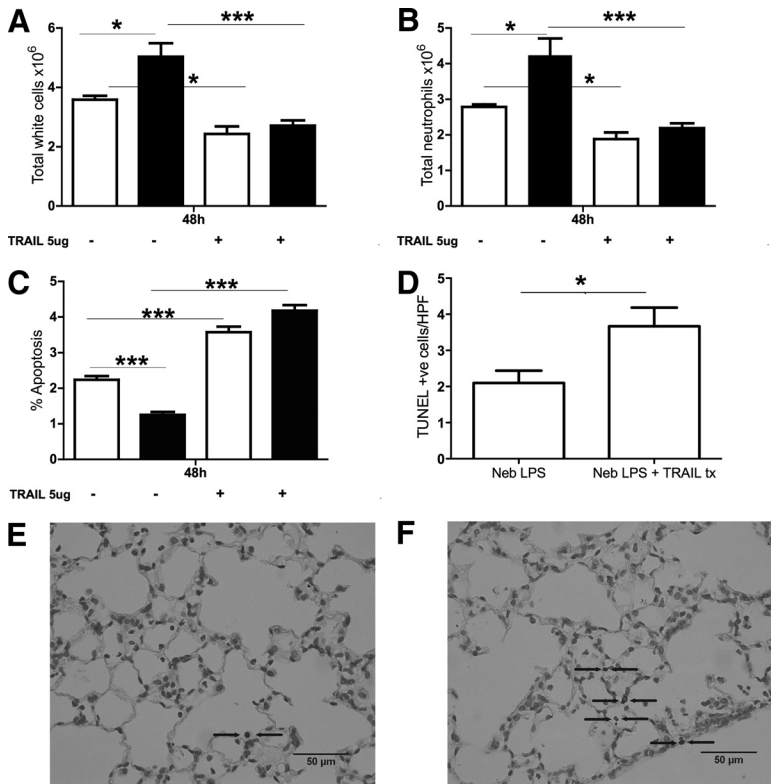 A
Total white cells x10⁶
6
4
2
0
*
***
*
48h
TRAIL 5ug - - + +
B
Total neutrophils x10⁶
5
4
3
2
1
0
*
***
*
48h
TRAIL 5ug - - + +
C
% Apoptosis
5
4
3
2
1
0
***
***
***
48h
TRAIL 5ug - - + +
D
TUNEL +ve cells/HPF
5
4
3
2
1
0
*
Neb LPS Neb LPS + TRAIL tx
E
50 µm
F
50 µm